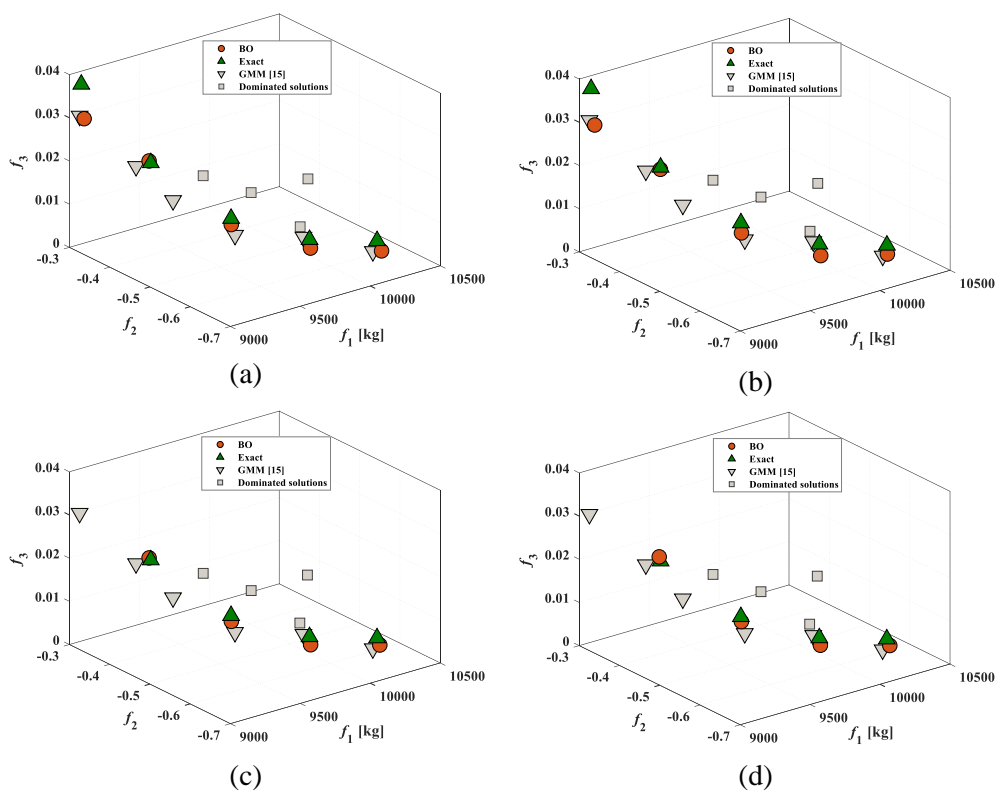 BO
Exact
GMM [15]
Dominated solutions
0.04
0.03
0.02
0.01
0
f3
-0.3
-0.4
-0.5
-0.6
-0.7
f2
9000
9500
10000
10500
f1 [kg]
(a)
BO
Exact
GMM [15]
Dominated solutions
0.04
0.03
0.02
0.01
0
f3
-0.3
-0.4
-0.5
-0.6
-0.7
f2
9000
9500
10000
10500
f1 [kg]
(b)
BO
Exact
GMM [15]
Dominated solutions
0.04
0.03
0.02
0.01
0
f3
-0.3
-0.4
-0.5
-0.6
-0.7
f2
9000
9500
10000
10500
f1 [kg]
(c)
BO
Exact
GMM [15]
Dominated solutions
0.04
0.03
0.02
0.01
0
f3
-0.3
-0.4
-0.5
-0.6
-0.7
f2
9000
9500
10000
10500
f1 [kg]
(d)